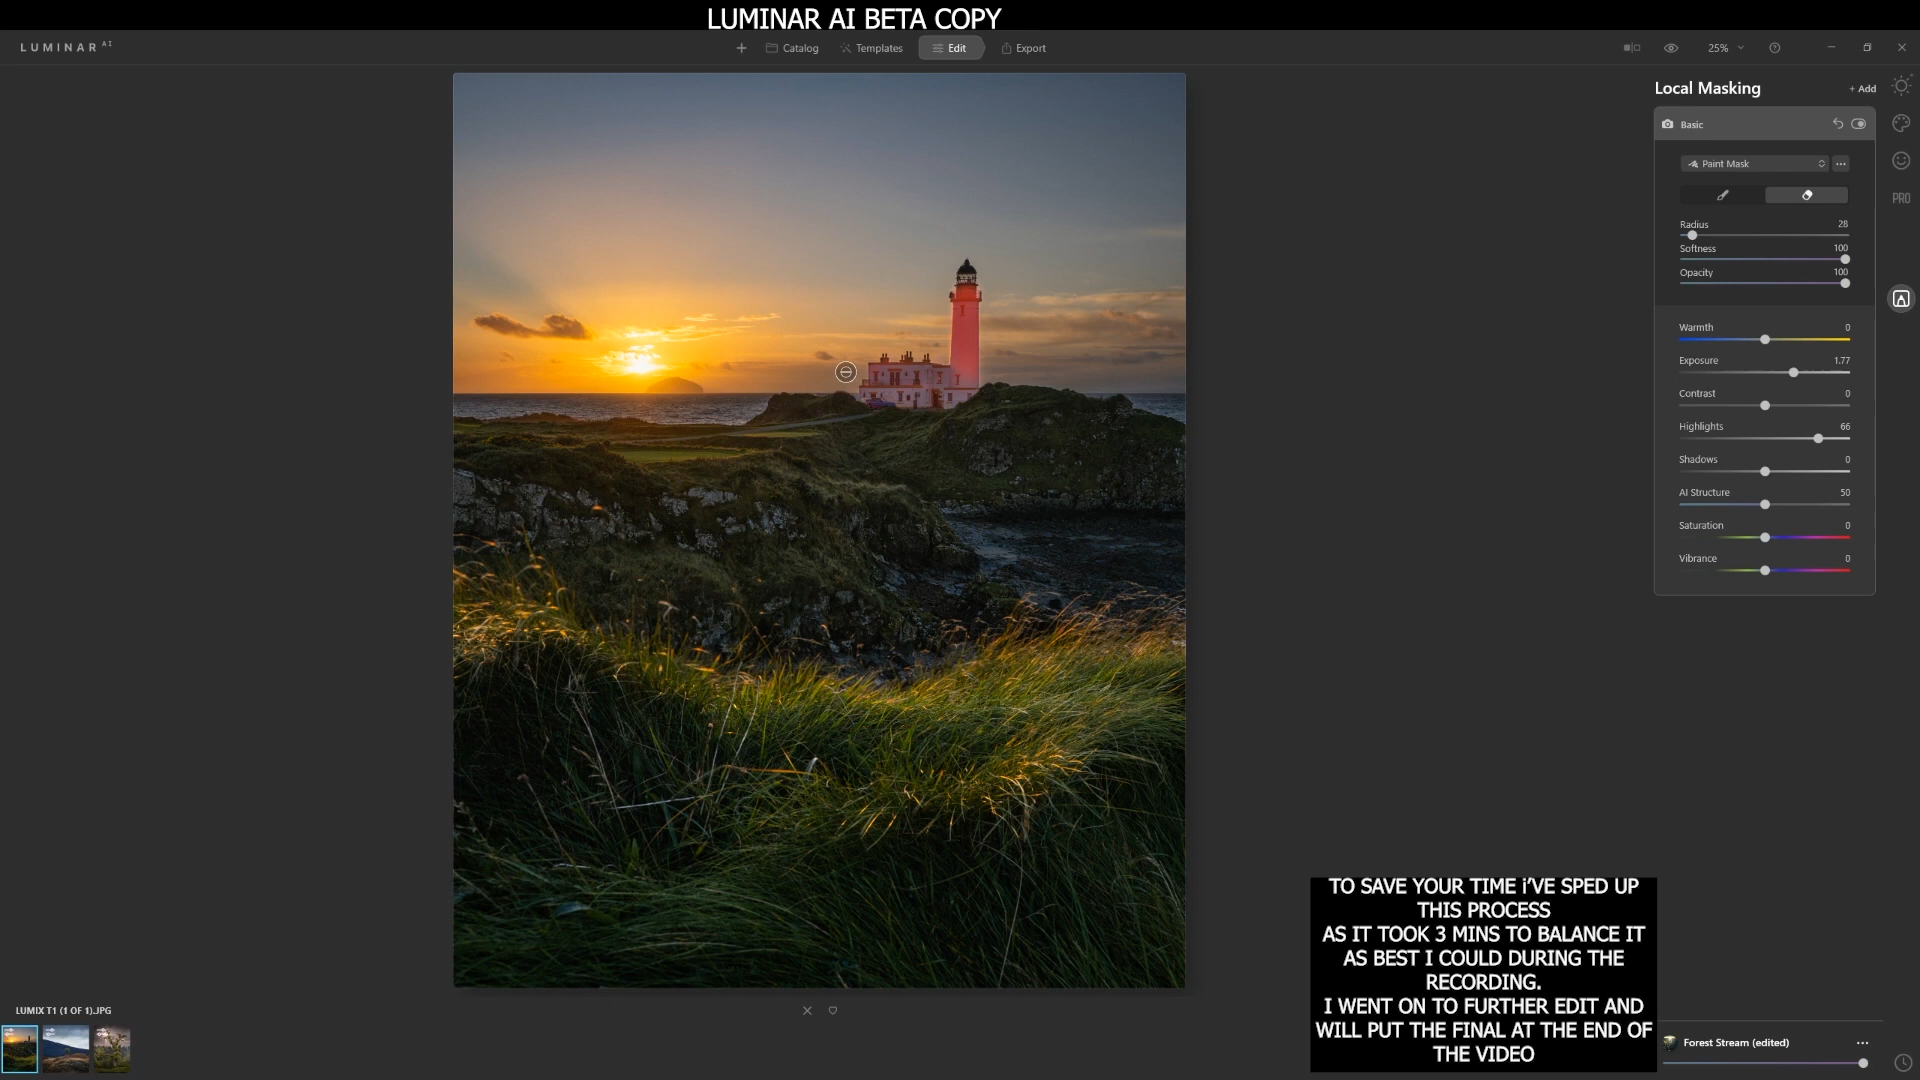 LUMINAR AI BETA COPY
LUMINAR AI
Catalog
Templates
Edit
Export
25%
Local Masking
+ Add
Basic
Paint Mask
PRO
Radius 28
Softness 100
Opacity 100
Warmth 0
Exposure 1.77
Contrast 0
Highlights 66
Shadows 0
AI Structure 50
Saturation 0
Vibrance 0
TO SAVE YOUR TIME i'VE SPED UP
THIS PROCESS
AS IT TOOK 3 MINS TO BALANCE IT
AS BEST I COULD DURING THE
RECORDING.
I WENT ON TO FURTHER EDIT AND
WILL PUT THE FINAL AT THE END OF
THE VIDEO
LUMIX T1 (1 OF 1).JPG
Forest Stream (edited)